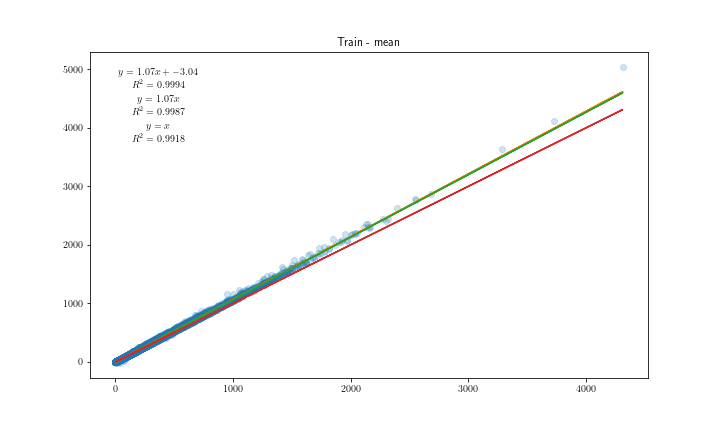 Train - mean
5000
4000
3000
2000
1000
0
y = 1.07x + −3.04
R² = 0.9994
y = 1.07x
R² = 0.9987
y = x
R² = 0.9918
0 1000 2000 3000 4000